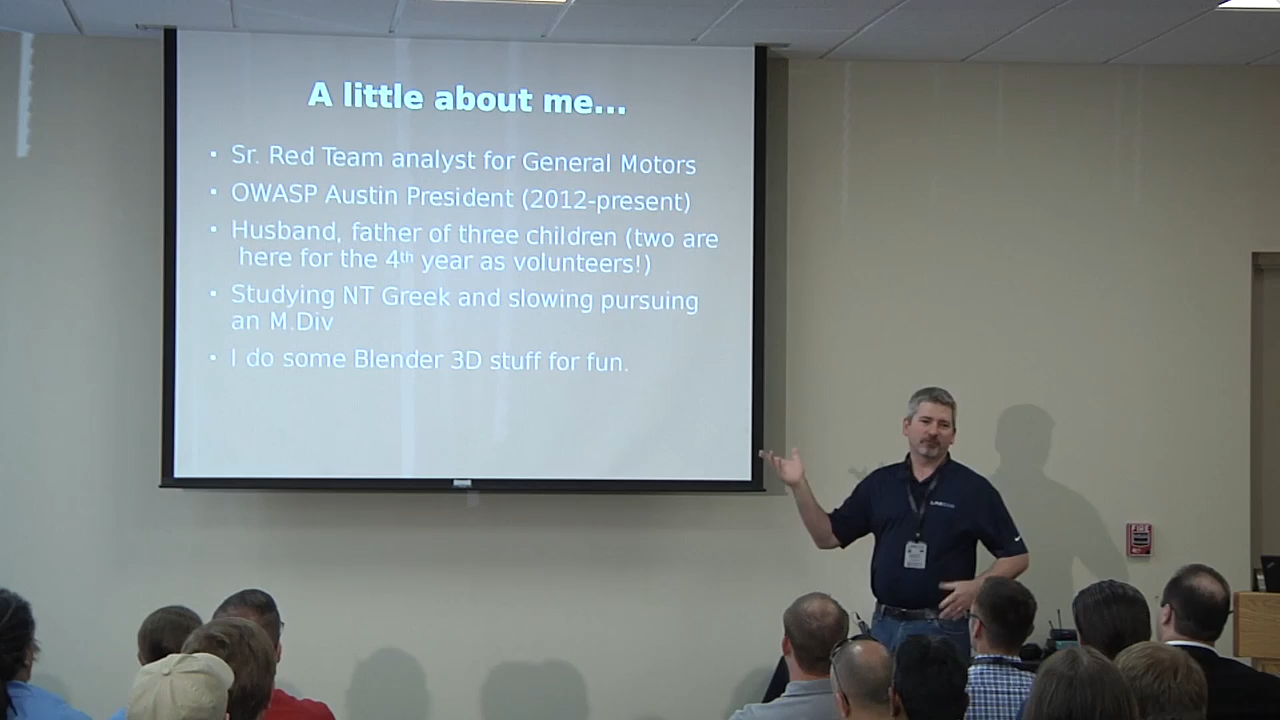 A little about me...
• Sr. Red Team analyst for General Motors
• OWASP Austin President (2012-present)
• Husband, father of three children (two are
here for the 4th year as volunteers!)
• Studying NT Greek and slowing pursuing
an M.Div
• I do some Blender 3D stuff for fun.
FIRE